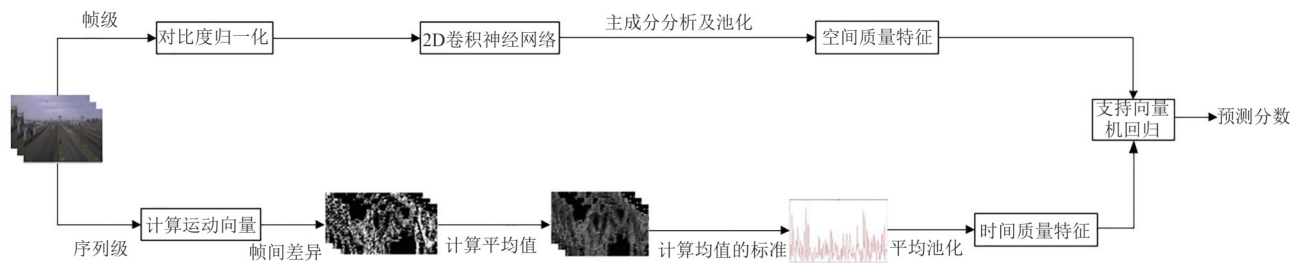 帧级
对比度归一化
2D卷积神经网络
主成分分析及池化
空间质量特征
支持向量
机回归
预测分数
序列级
计算运动向量
帧间差异
计算平均值
计算均值的标准
平均池化
时间质量特征